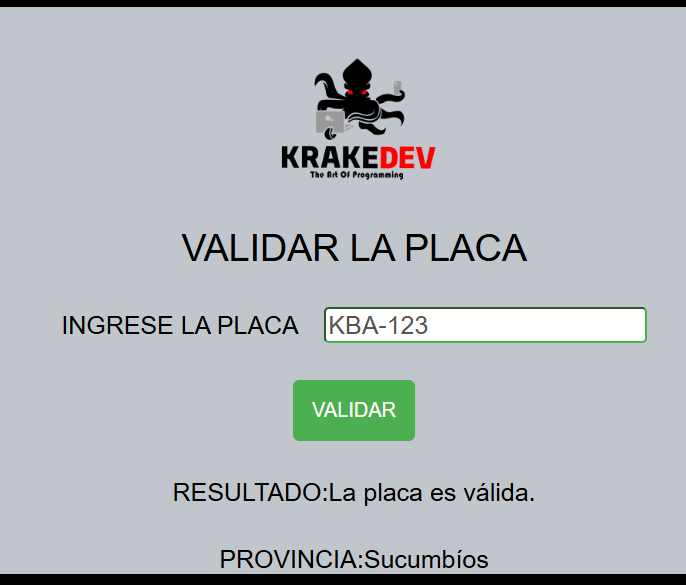 KRAKEDEV
The Art Of Programming
VALIDAR LA PLACA
INGRESE LA PLACA KBA-123
VALIDAR
RESULTADO:La placa es válida.
PROVINCIA:Sucumbíos